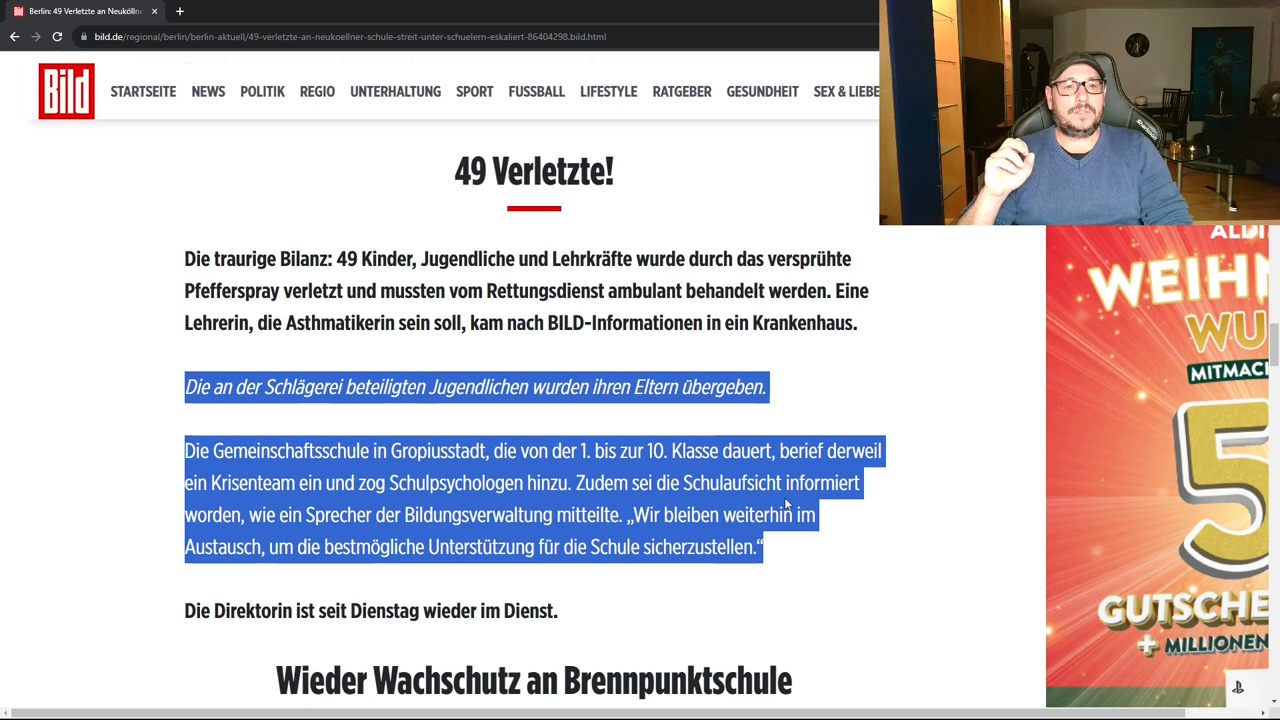 Berlin: 49 Verletzte an Neukölln
bild.de/regional/berlin/berlin-aktuell/49-verletzte-an-neukoellner-schule-streit-unter-schuelern-eskaliert-86404298.bild.html
Bild
STARTSEITE NEWS POLITIK REGIO UNTERHALTUNG SPORT FUSSBALL LIFESTYLE RATGEBER GESUNDHEIT SEX & LIEBE
49 Verletzte!
Die traurige Bilanz: 49 Kinder, Jugendliche und Lehrkräfte wurde durch das versprühte
Pfefferspray verletzt und mussten vom Rettungsdienst ambulant behandelt werden. Eine
Lehrerin, die Asthmatikerin sein soll, kam nach BILD-Informationen in ein Krankenhaus.
Die an der Schlägerei beteiligten Jugendlichen wurden ihren Eltern übergeben.
Die Gemeinschaftsschule in Gropiusstadt, die von der 1. bis zur 10. Klasse dauert, berief derweil
ein Krisenteam ein und zog Schulpsychologen hinzu. Zudem sei die Schulaufsicht informiert
worden, wie ein Sprecher der Bildungsverwaltung mitteilte. „Wir bleiben weiterhin im
Austausch, um die bestmögliche Unterstützung für die Schule sicherzustellen.“
Die Direktorin ist seit Dienstag wieder im Dienst.
Wieder Wachschutz an Brennpunktschule
ALDI
WEIHN
WU
MITMAC
5
GUTSCHE
+ MILLIONEN